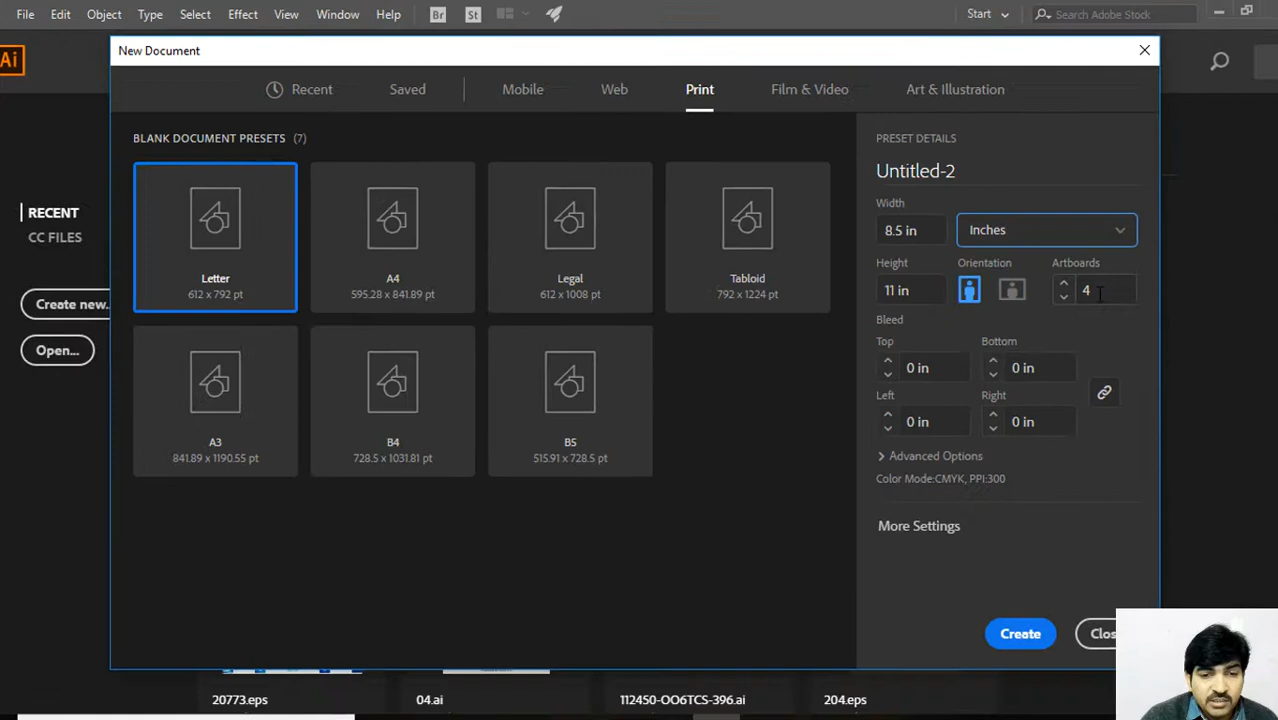 File Edit Object Type Select Effect View Window Help Br St Start Search Adobe Stock
Ai
New Document
Recent Saved Mobile Web Print Film & Video Art & Illustration
BLANK DOCUMENT PRESETS (7)
Letter
612 x 792 pt
A4
595.28 x 841.89 pt
Legal
612 x 1008 pt
Tabloid
792 x 1224 pt
A3
841.89 x 1190.55 pt
B4
728.5 x 1031.81 pt
B5
515.91 x 728.5 pt
RECENT
CC FILES
Create new..
Open...
PRESET DETAILS
Untitled-2
Width
8.5 in Inches
Height Orientation Artboards
11 in 4
Bleed
Top Bottom
0 in 0 in
Left Right
0 in 0 in
Advanced Options
Color Mode:CMYK, PPI:300
More Settings
Create Clo
20773.eps 04.ai 112450-OO6TCS-396.ai 204.eps